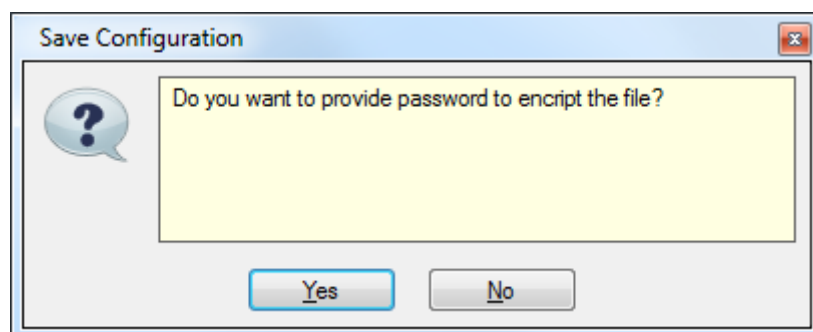 Save Configuration
Do you want to provide password to encript the file?
Yes
No